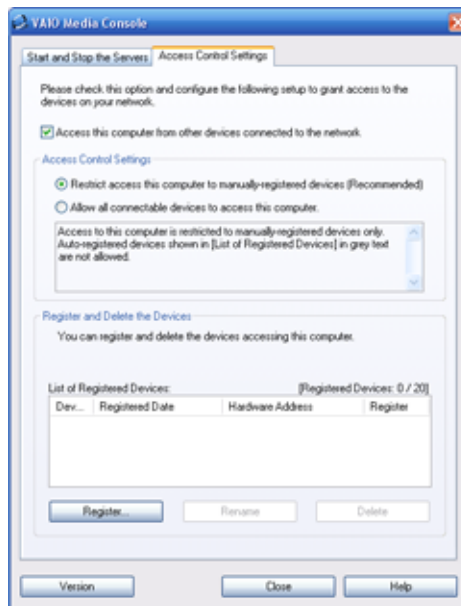 VAIO Media Console
Start and Stop the Servers Access Control Settings
Please check this option and configure the following setup to grant access to the
devices on your network.
Access this computer from other devices connected to the network.
Access Control Settings
Restrict access this computer to manually-registered devices (Recommended)
Allow all connectable devices to access this computer.
Access to this computer is restricted to manually-registered devices only.
Auto-registered devices shown in [List of Registered Devices] in grey text
are not allowed.
Register and Delete the Devices
You can register and delete the devices accessing this computer.
List of Registered Devices: [Registered Devices: 0 / 20]
Dev... Registered Date Hardware Address Register
Register... Rename Delete
Version Close Help